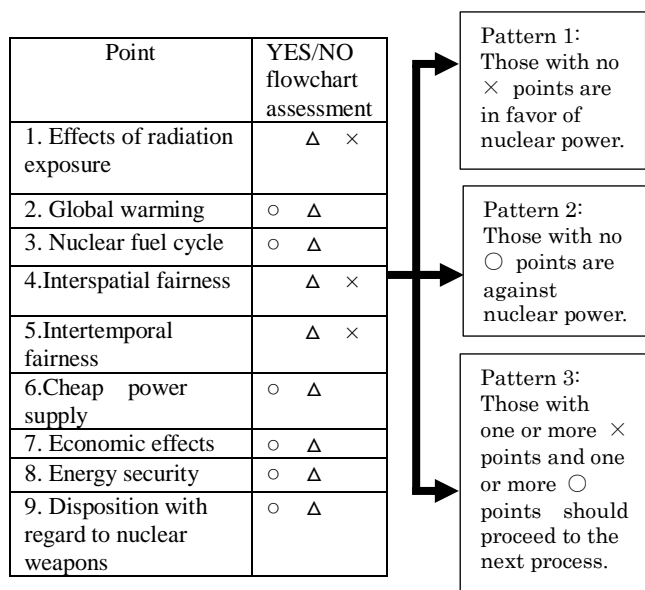 Point
YES/NO
flowchart
assessment
1. Effects of radiation
exposure
Δ ×
2. Global warming
○ Δ
3. Nuclear fuel cycle
○ Δ
4.Interspatial fairness
Δ ×
5.Intertemporal
fairness
Δ ×
6.Cheap power
supply
○ Δ
7. Economic effects
○ Δ
8. Energy security
○ Δ
9. Disposition with
regard to nuclear
weapons
○ Δ
Pattern 1:
Those with no
× points are
in favor of
nuclear power.
Pattern 2:
Those with no
○ points are
against
nuclear power.
Pattern 3:
Those with
one or more ×
points and one
or more ○
points should
proceed to the
next process.